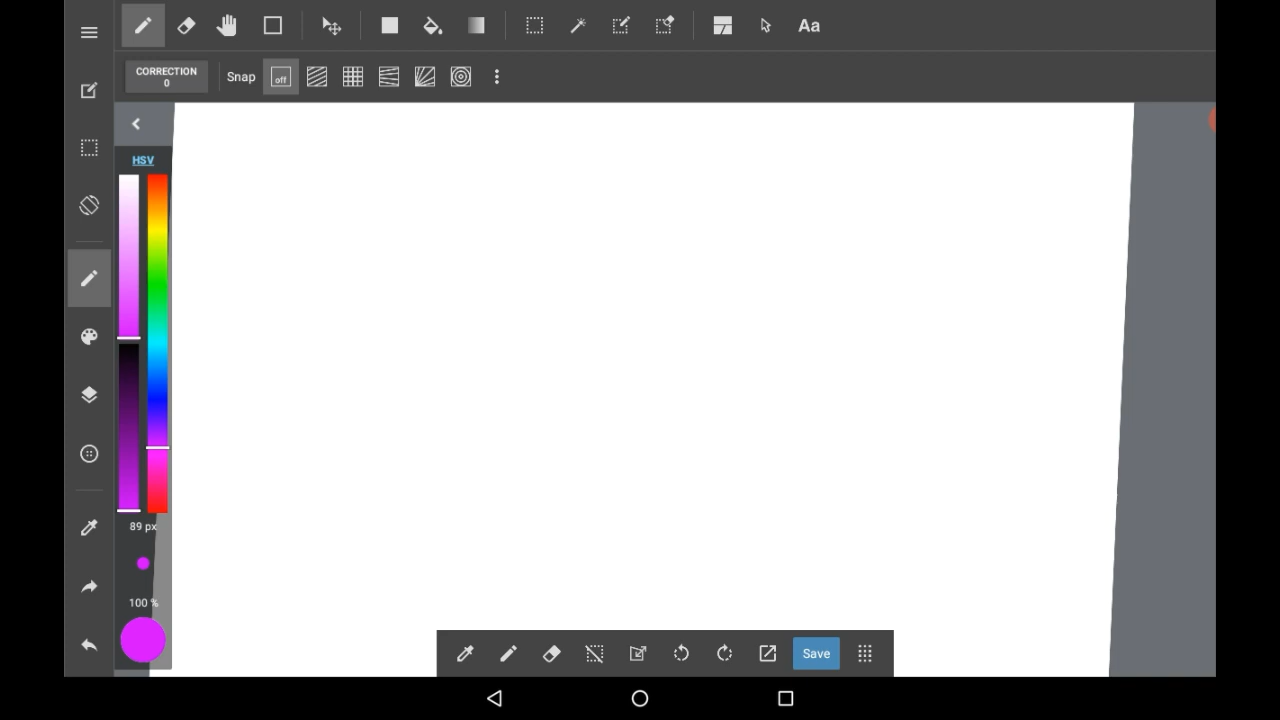 Aa
CORRECTION
0
Snap
off
HSV
89 px
100 %
Save